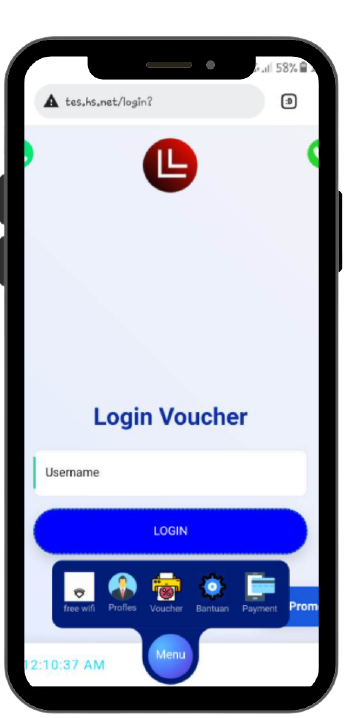 58%
tes.hs.net/login?
:D
LL
Login Voucher
Username
LOGIN
free wifi Profiles Voucher Bantuan Payment
Prom
Menu
12:10:37 AM